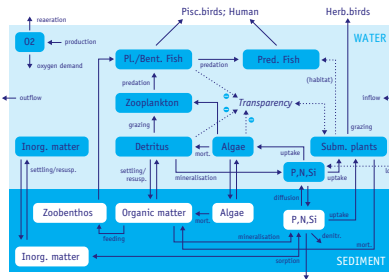 reaeration
Pisc.birds; Human
Herb.birds
WATER
O2
production
oxygen demand
PL/Bent. Fish
predation
Pred. Fish
predation
(habitat)
outflow
Zooplankton
Transparency
inflow
grazing
grazing
Inorg. matter
Detritus
mort.
Algae
uptake
Subm. plants
settling/resusp.
settling/
resusp.
mineralisation
P,N,Si
uptake
diffusion
Zoobenthos
Organic matter
mort.
Algae
P,N,Si
uptake
feeding
mineralisation
denitr.
mort.
Inorg. matter
sorption
SEDIMENT